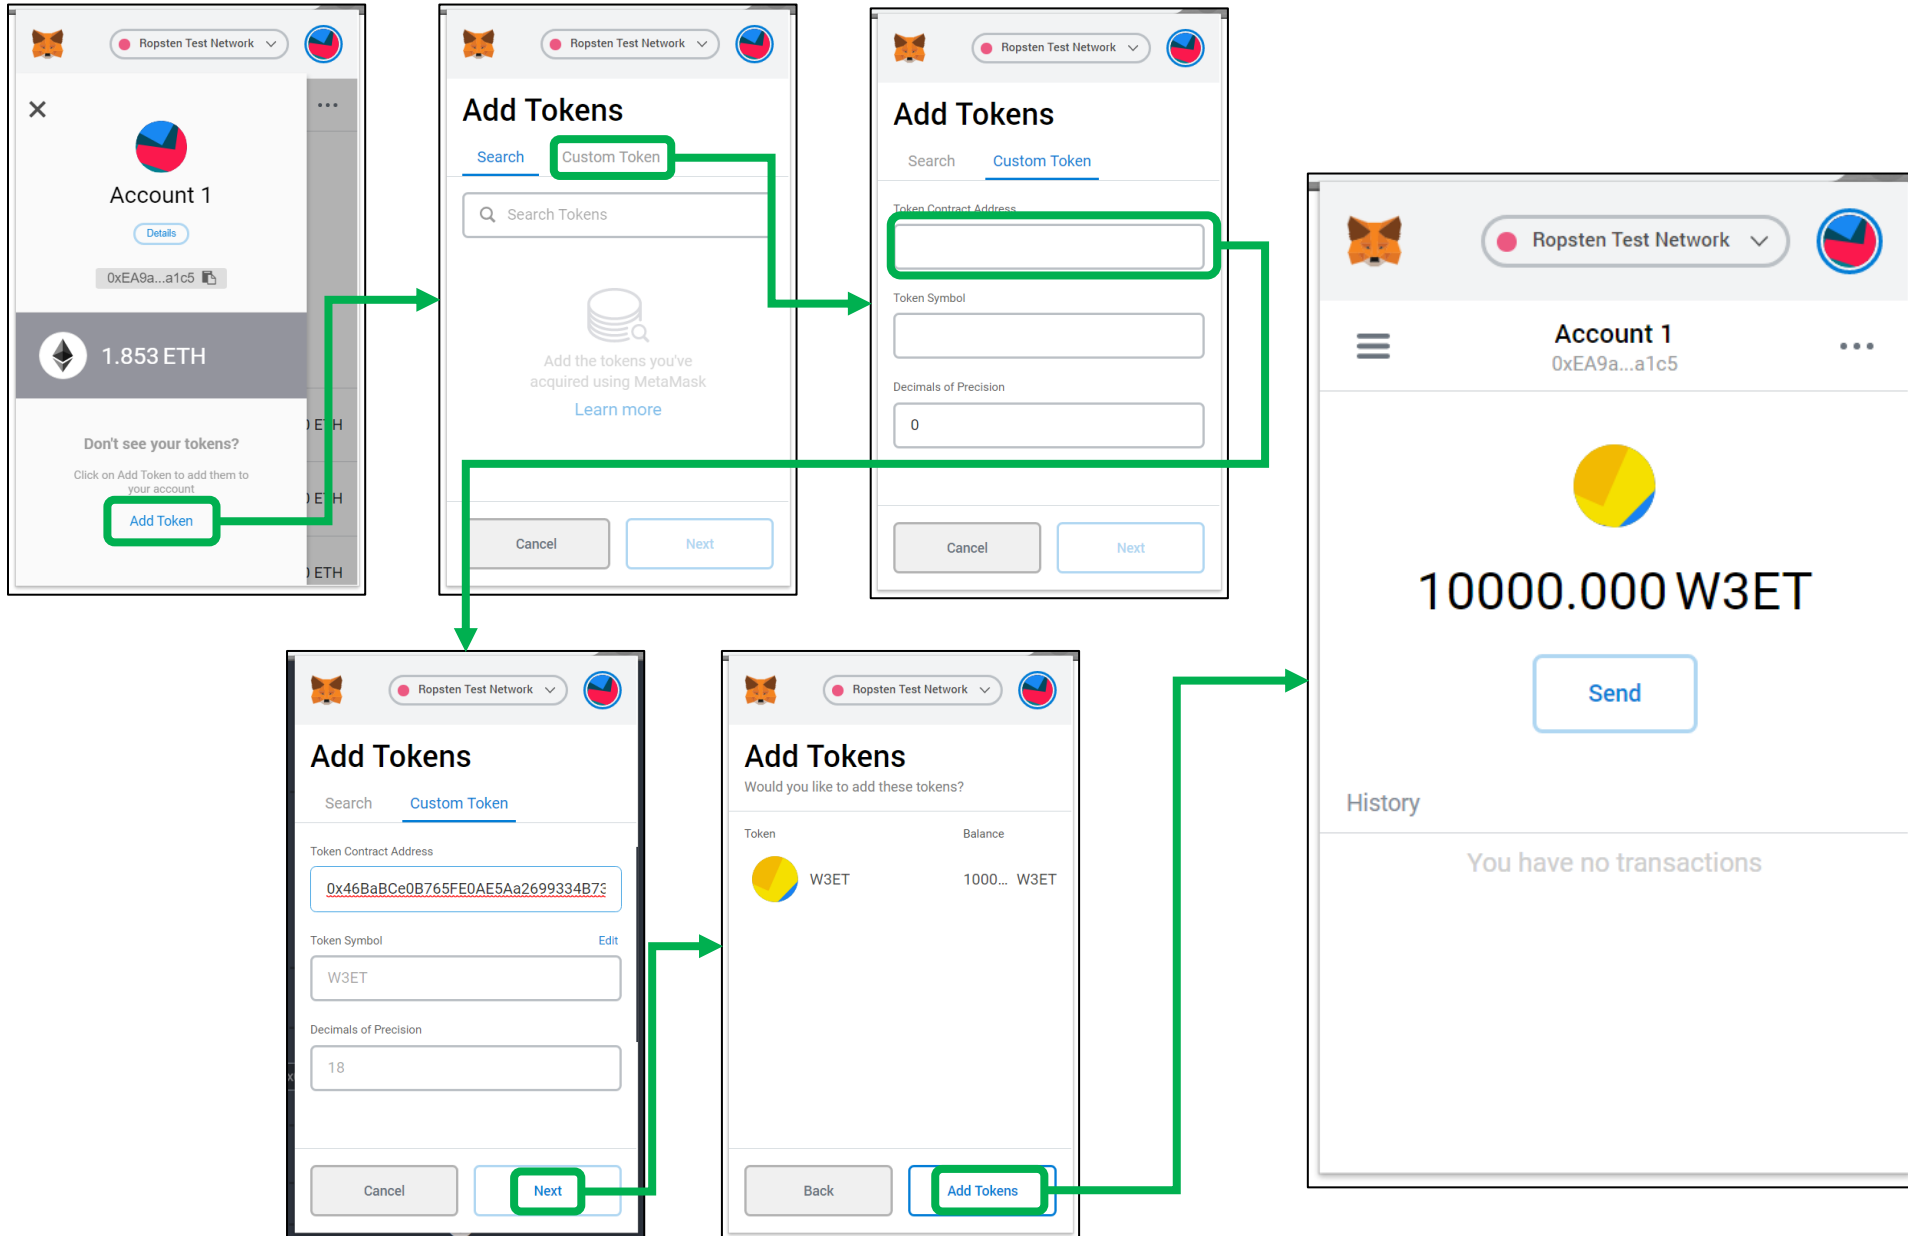 Ropsten Test Network
Account 1
Details
0xEA9a...a1c5
1.853 ETH
Don't see your tokens?
Click on Add Token to add them to
your account
Add Token
ETH
ETH
ETH
Ropsten Test Network
Add Tokens
Search
Custom Token
Search Tokens
Add the tokens you've
acquired using MetaMask
Learn more
Cancel
Next
Ropsten Test Network
Add Tokens
Search
Custom Token
Token Contract Address
Token Symbol
Decimals of Precision
0
Cancel
Next
Ropsten Test Network
Add Tokens
Search
Custom Token
Token Contract Address
0x46BaBCe0B765FE0AE5Aa2699334B73
Token Symbol
Edit
W3ET
Decimals of Precision
18
Cancel
Next
Ropsten Test Network
Add Tokens
Would you like to add these tokens?
Token
Balance
W3ET
1000... W3ET
Back
Add Tokens
Ropsten Test Network
Account 1
0xEA9a...a1c5
10000.000 W3ET
Send
History
You have no transactions